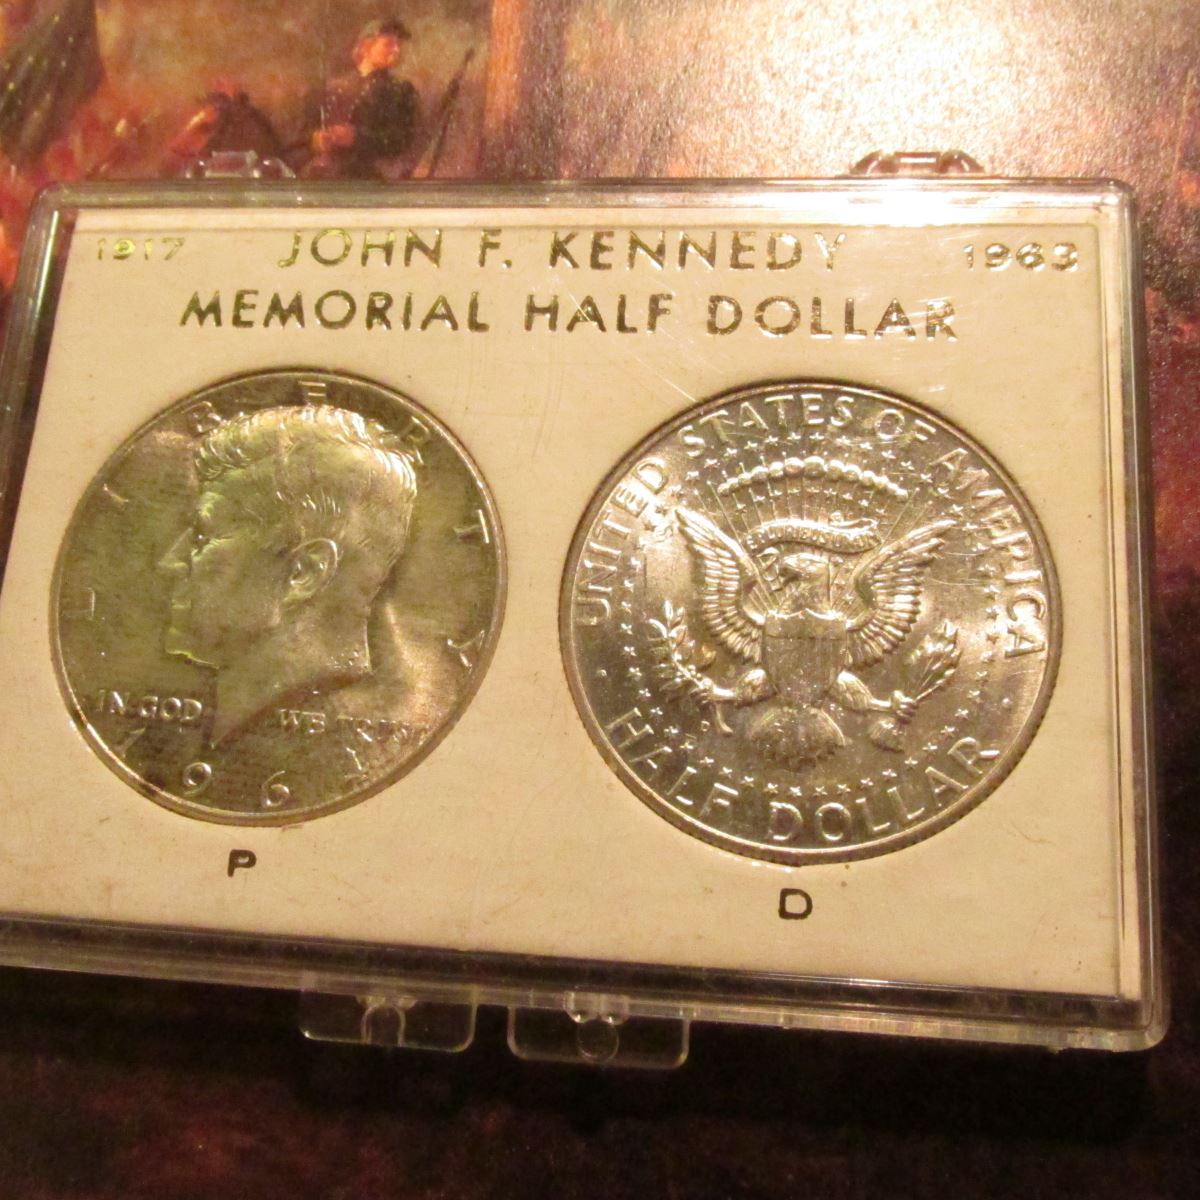 1917 JOHN F. KENNEDY 1963
MEMORIAL HALF DOLLAR
LIBERTY
IN GOD WE TRUST
1964
UNITED STATES OF AMERICA
E PLURIBUS UNUM
HALF DOLLAR
P
D